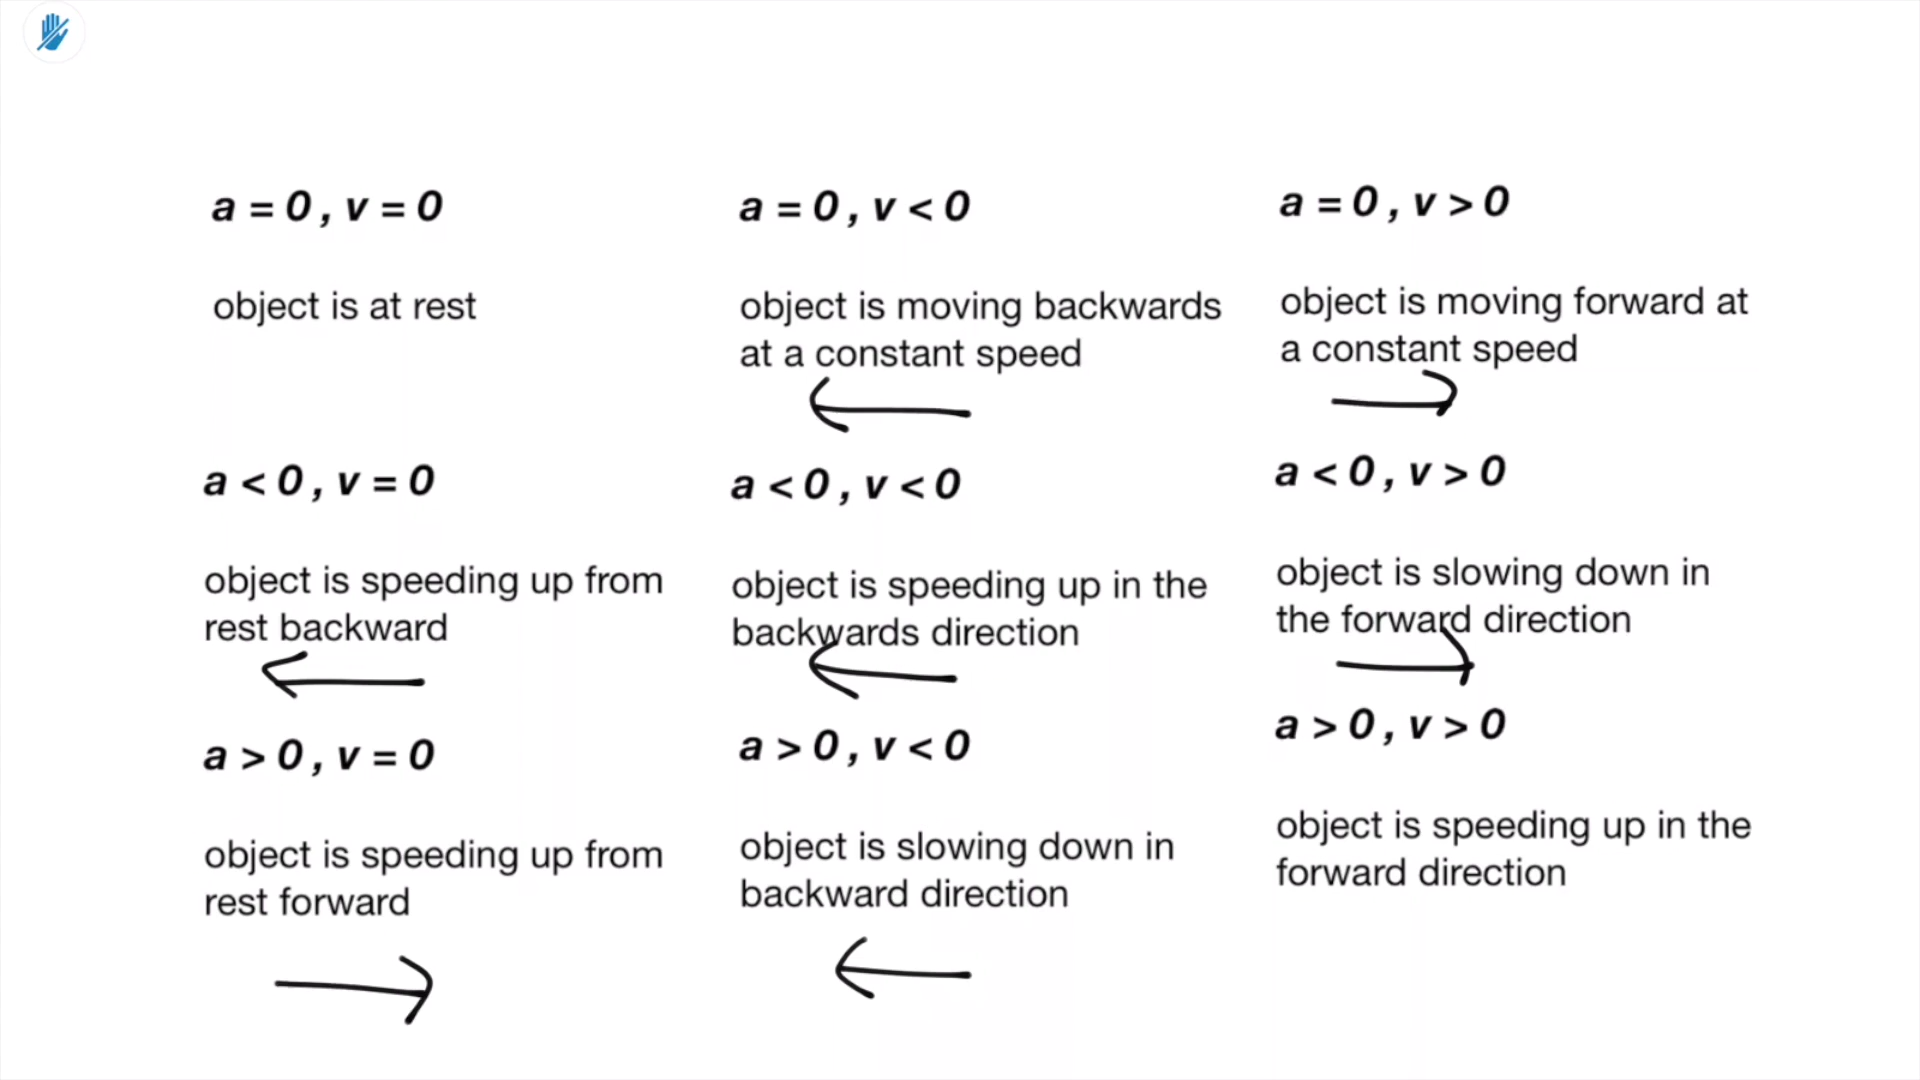 a = 0 , v = 0
object is at rest
a = 0 , v < 0
object is moving backwards
at a constant speed
a = 0 , v > 0
object is moving forward at
a constant speed
a < 0 , v = 0
object is speeding up from
rest backward
a < 0 , v < 0
object is speeding up in the
backwards direction
a < 0 , v > 0
object is slowing down in
the forward direction
a > 0 , v = 0
object is speeding up from
rest forward
a > 0 , v < 0
object is slowing down in
backward direction
a > 0 , v > 0
object is speeding up in the
forward direction